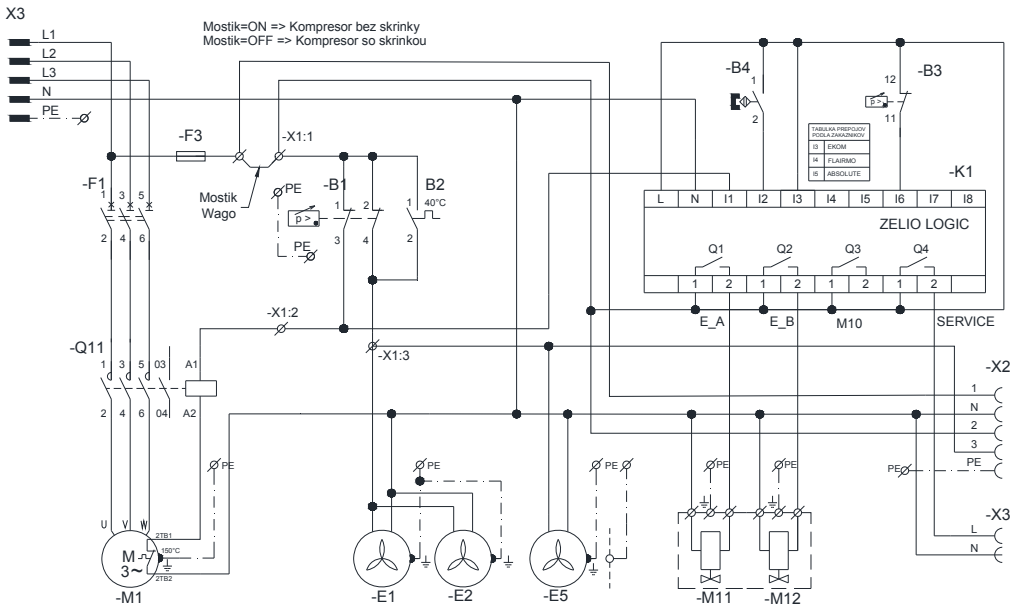 X3
L1
L2
L3
N
PE
Mostik=ON => Kompresor bez skrinky
Mostik=OFF => Kompresor so skrinkou
-F3
-X1:1
Mostik
Wago
PE
PE
-B1
1
2
3
4
p >
B2
1
40°C
2
-B4
1
2
-B3
12
p >
11
TABULKA PREPOJOV
PODLA ZAKAZNIKOV
I3 EKOM
I4 FLAIRMO
I5 ABSOLUTE
-K1
L N I1 I2 I3 I4 I5 I6 I7 I8
ZELIO LOGIC
Q1 Q2 Q3 Q4
1 2 1 2 1 2 1 2
E_A E_B M10 SERVICE
-F1
1 3 5
2 4 6
-X1:2
-X1:3
-Q11
1 3 5 03 A1
2 4 6 04 A2
-X2
1
N
2
3
PE
PE
-X3
L
N
U V W
2TB1
150°C
2TB2
M
3~
-M1
PE
PE
-E1
-E2
PE
-E5
PE
PE
-M11
-M12